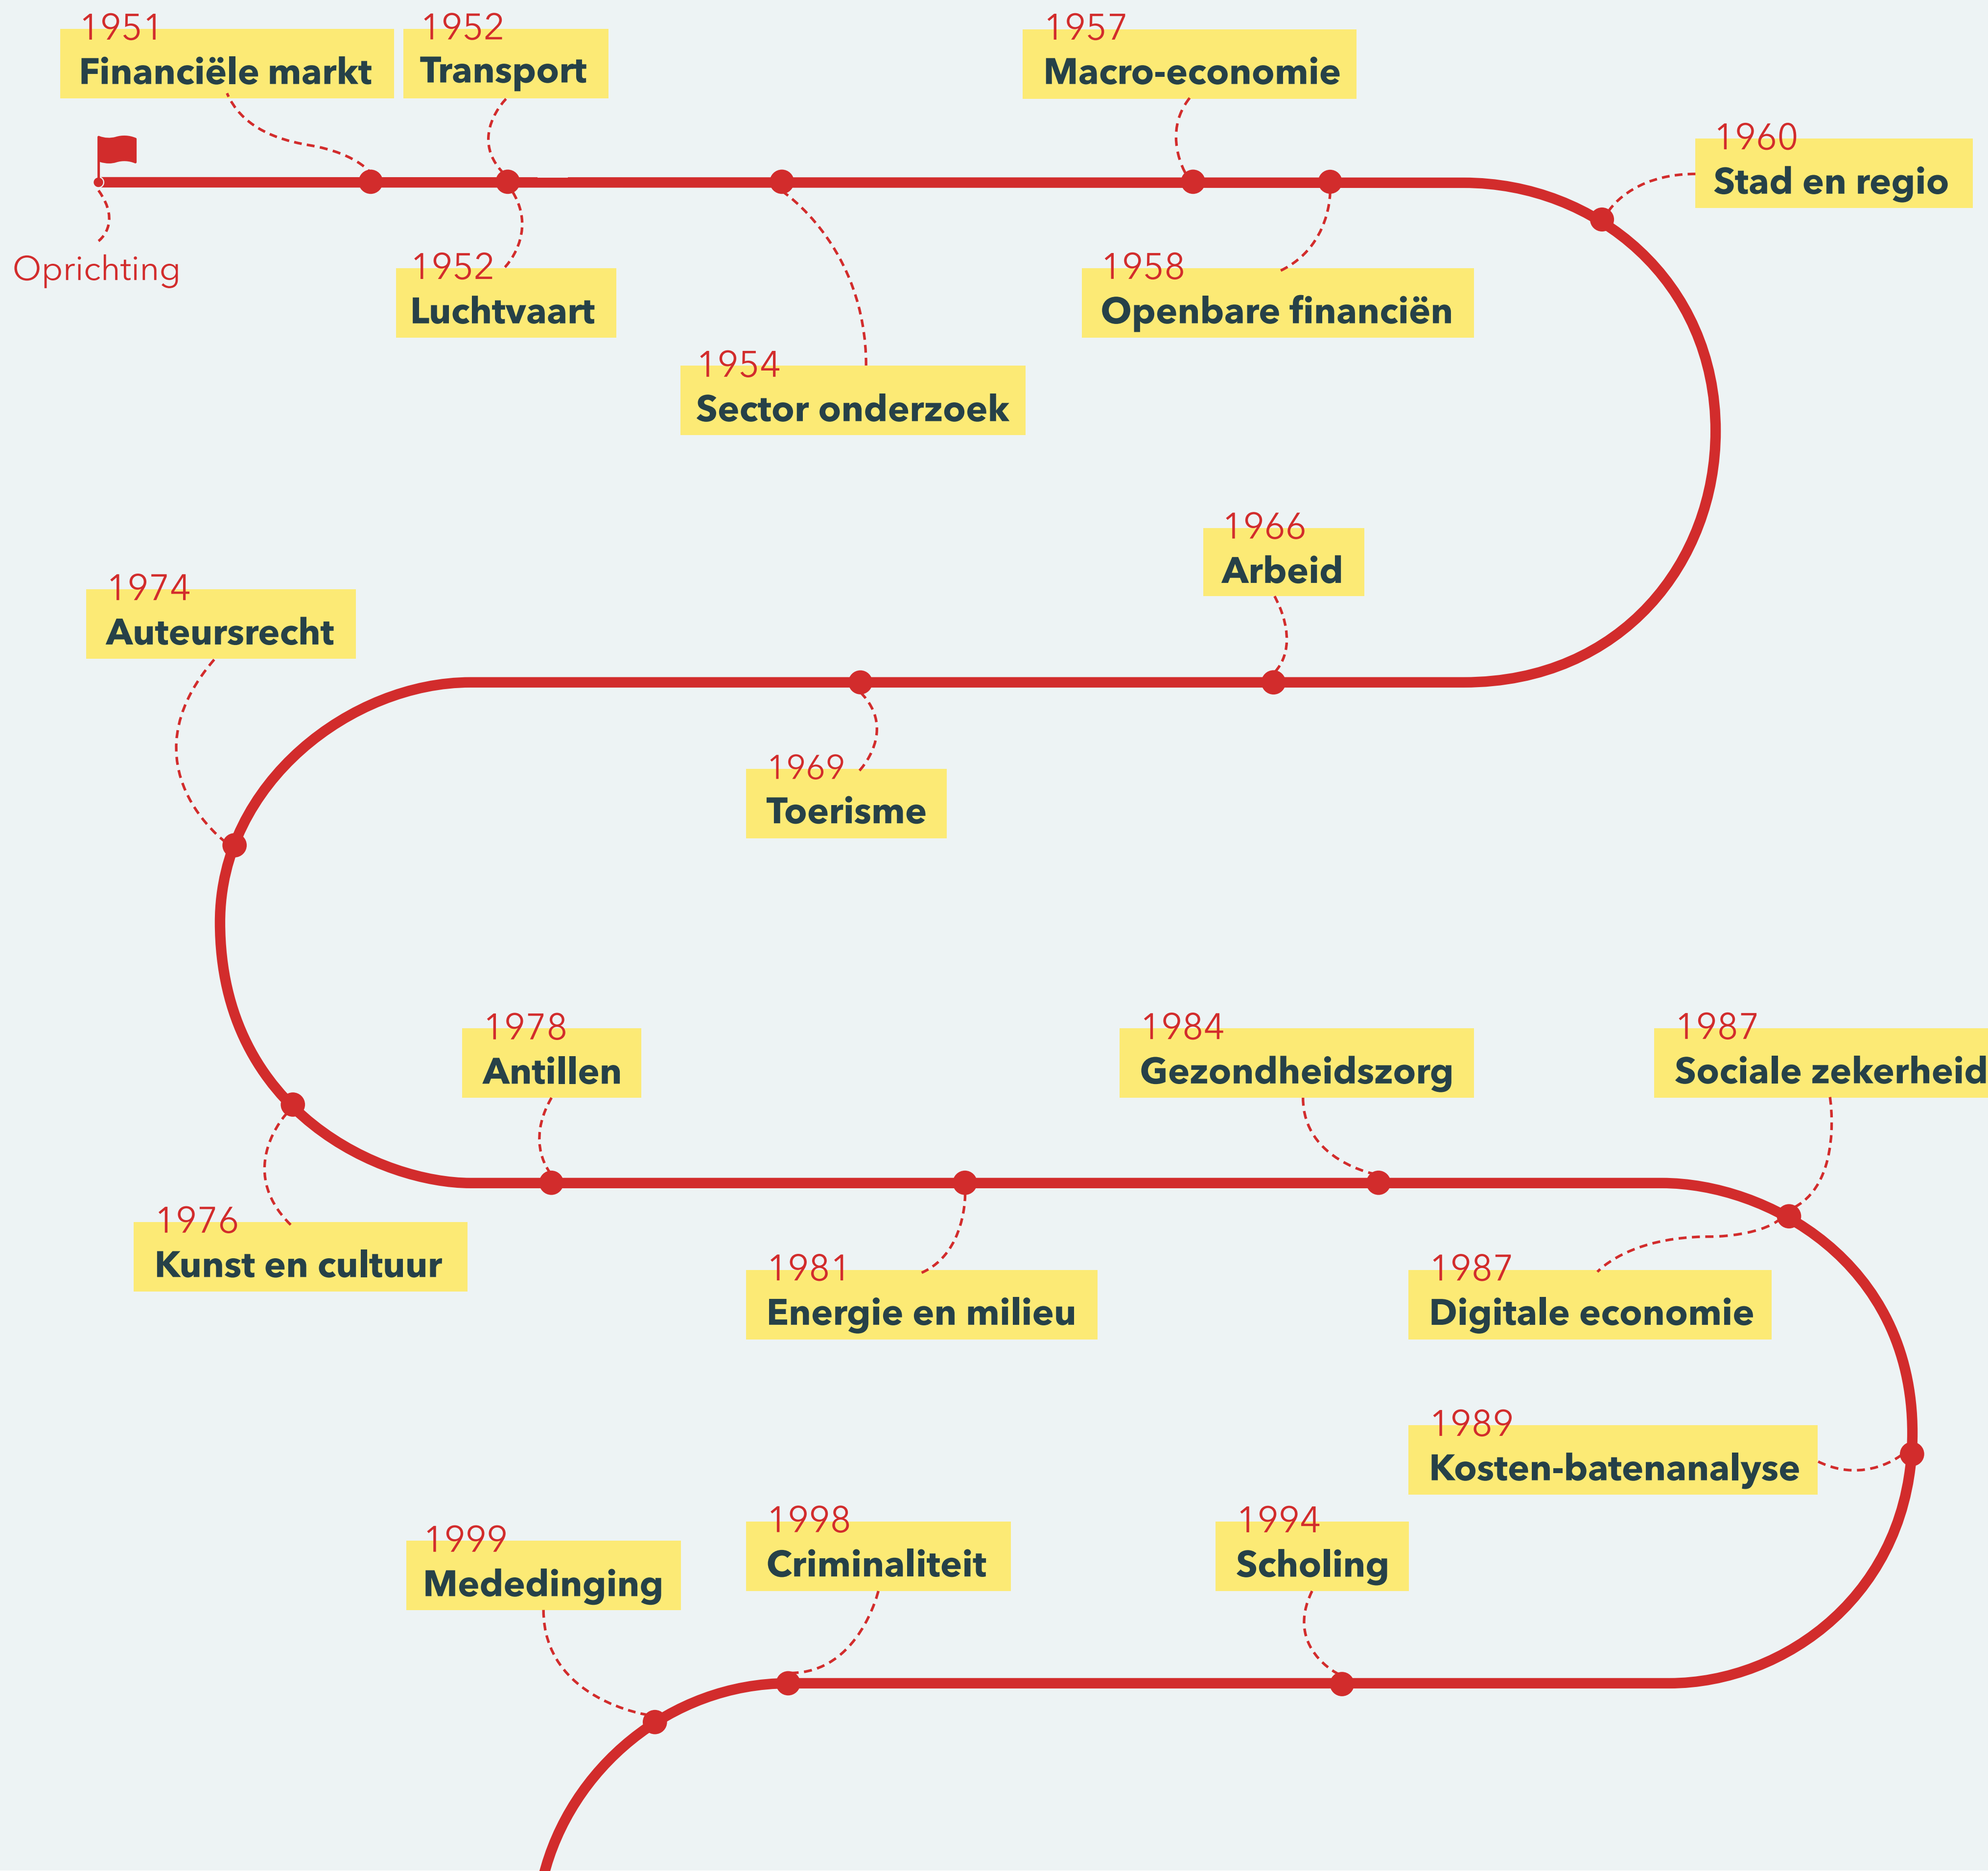 1951
Financiële markt
1952
Transport
1957
Macro-economie
1960
Stad en regio
Oprichting
1952
Luchtvaart
1958
Openbare financiën
1954
Sector onderzoek
1966
Arbeid
1974
Auteursrecht
1969
Toerisme
1978
Antillen
1984
Gezondheidszorg
1987
Sociale zekerheid
1976
Kunst en cultuur
1981
Energie en milieu
1987
Digitale economie
1989
Kosten-batenanalyse
1999
Mededinging
1998
Criminaliteit
1994
Scholing